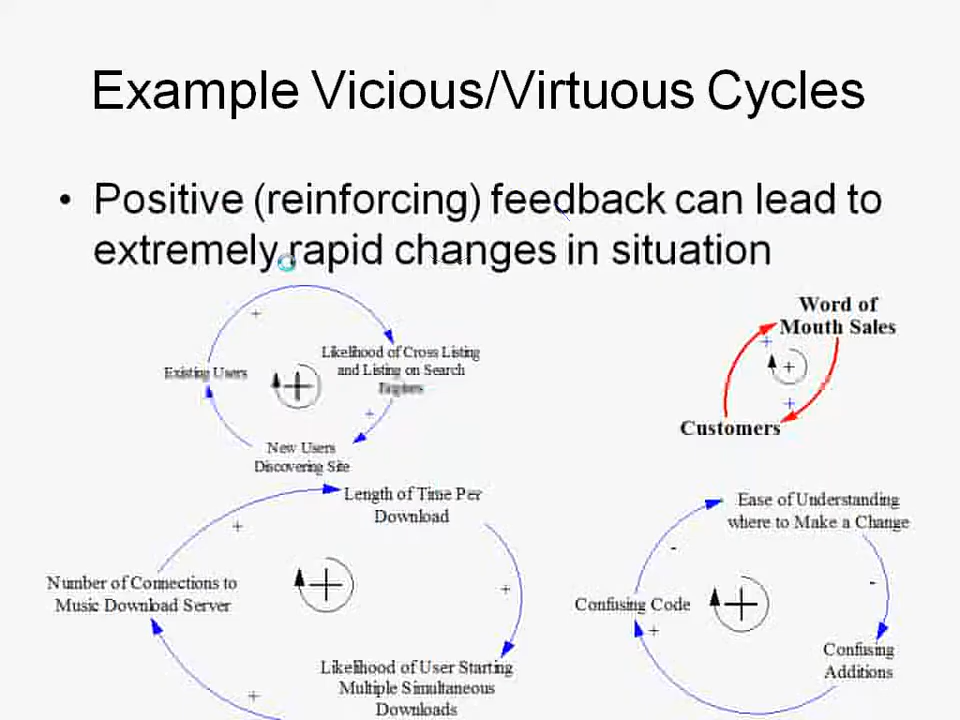 Example Vicious/Virtuous Cycles
• Positive (reinforcing) feedback can lead to
extremely rapid changes in situation
+
Existing Users
Likelihood of Cross Listing
and Listing on Search
Engines
+
+
New Users
Discovering Site
Word of
Mouth Sales
+
+
+
Customers
Length of Time Per
Download
+
+
+
Number of Connections to
Music Download Server
Likelihood of User Starting
Multiple Simultaneous
Downloads
+
Ease of Understanding
where to Make a Change
-
-
+
Confusing Code
+
Confusing
Additions